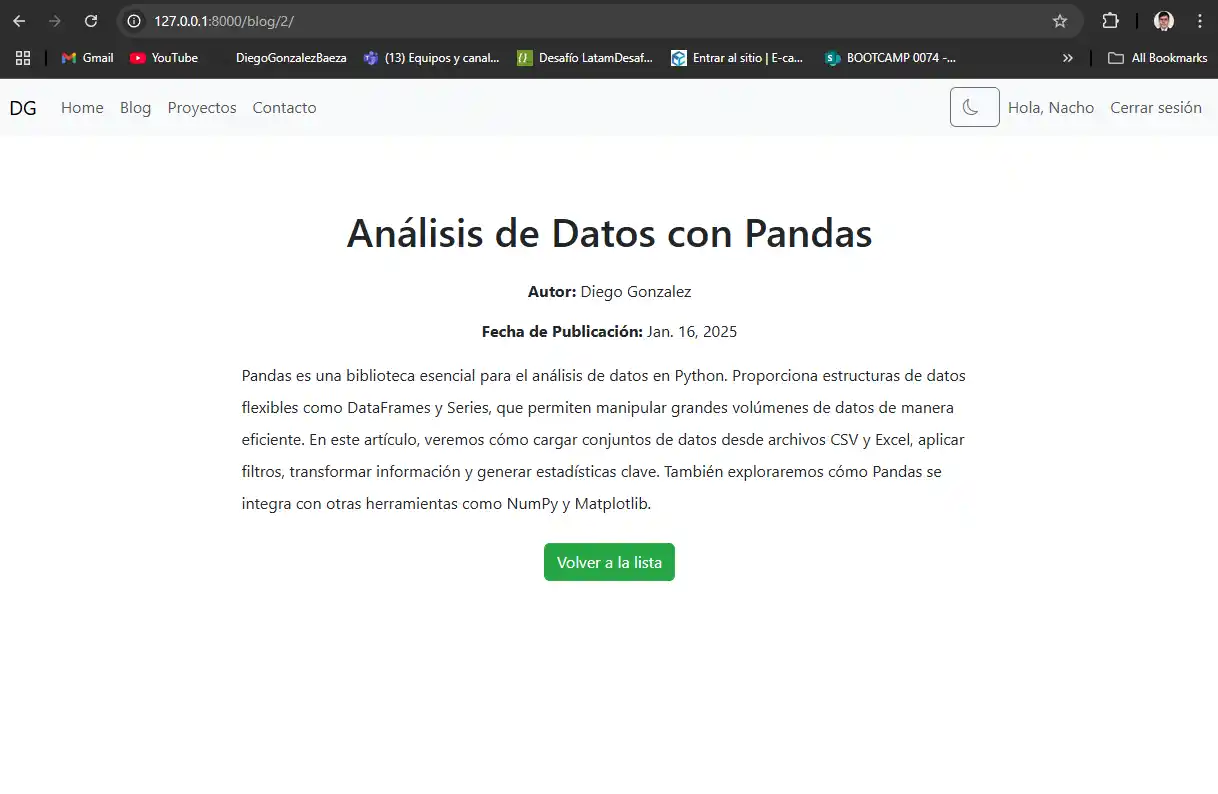 127.0.0.1:8000/blog/2/
Gmail YouTube DiegoGonzalezBaeza (13) Equipos y canal... Desafío LatamDesaf... Entrar al sitio | E-ca... BOOTCAMP 0074 -... » All Bookmarks
DG Home Blog Proyectos Contacto Hola, Nacho Cerrar sesión
Análisis de Datos con Pandas
Autor: Diego Gonzalez
Fecha de Publicación: Jan. 16, 2025
Pandas es una biblioteca esencial para el análisis de datos en Python. Proporciona estructuras de datos
flexibles como DataFrames y Series, que permiten manipular grandes volúmenes de datos de manera
eficiente. En este artículo, veremos cómo cargar conjuntos de datos desde archivos CSV y Excel, aplicar
filtros, transformar información y generar estadísticas clave. También exploraremos cómo Pandas se
integra con otras herramientas como NumPy y Matplotlib.
Volver a la lista